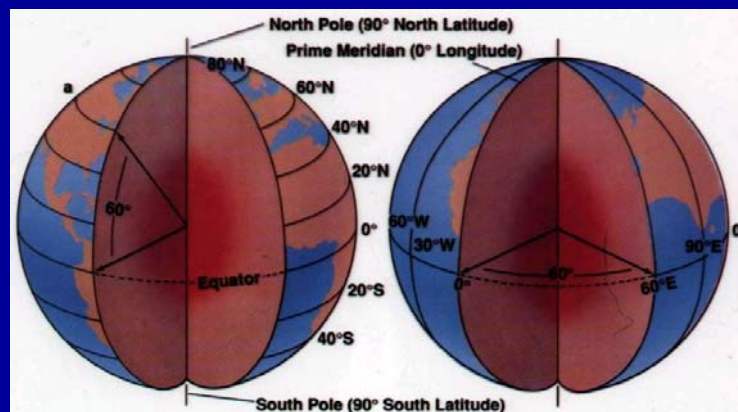 North Pole (90° North Latitude)
Prime Meridian (0° Longitude)
a
80°N
60°N
40°N
20°N
0°
20°S
40°S
60°
Equator
60°W
30°W
0°
60°
60°E
90°E
0
South Pole (90° South Latitude)